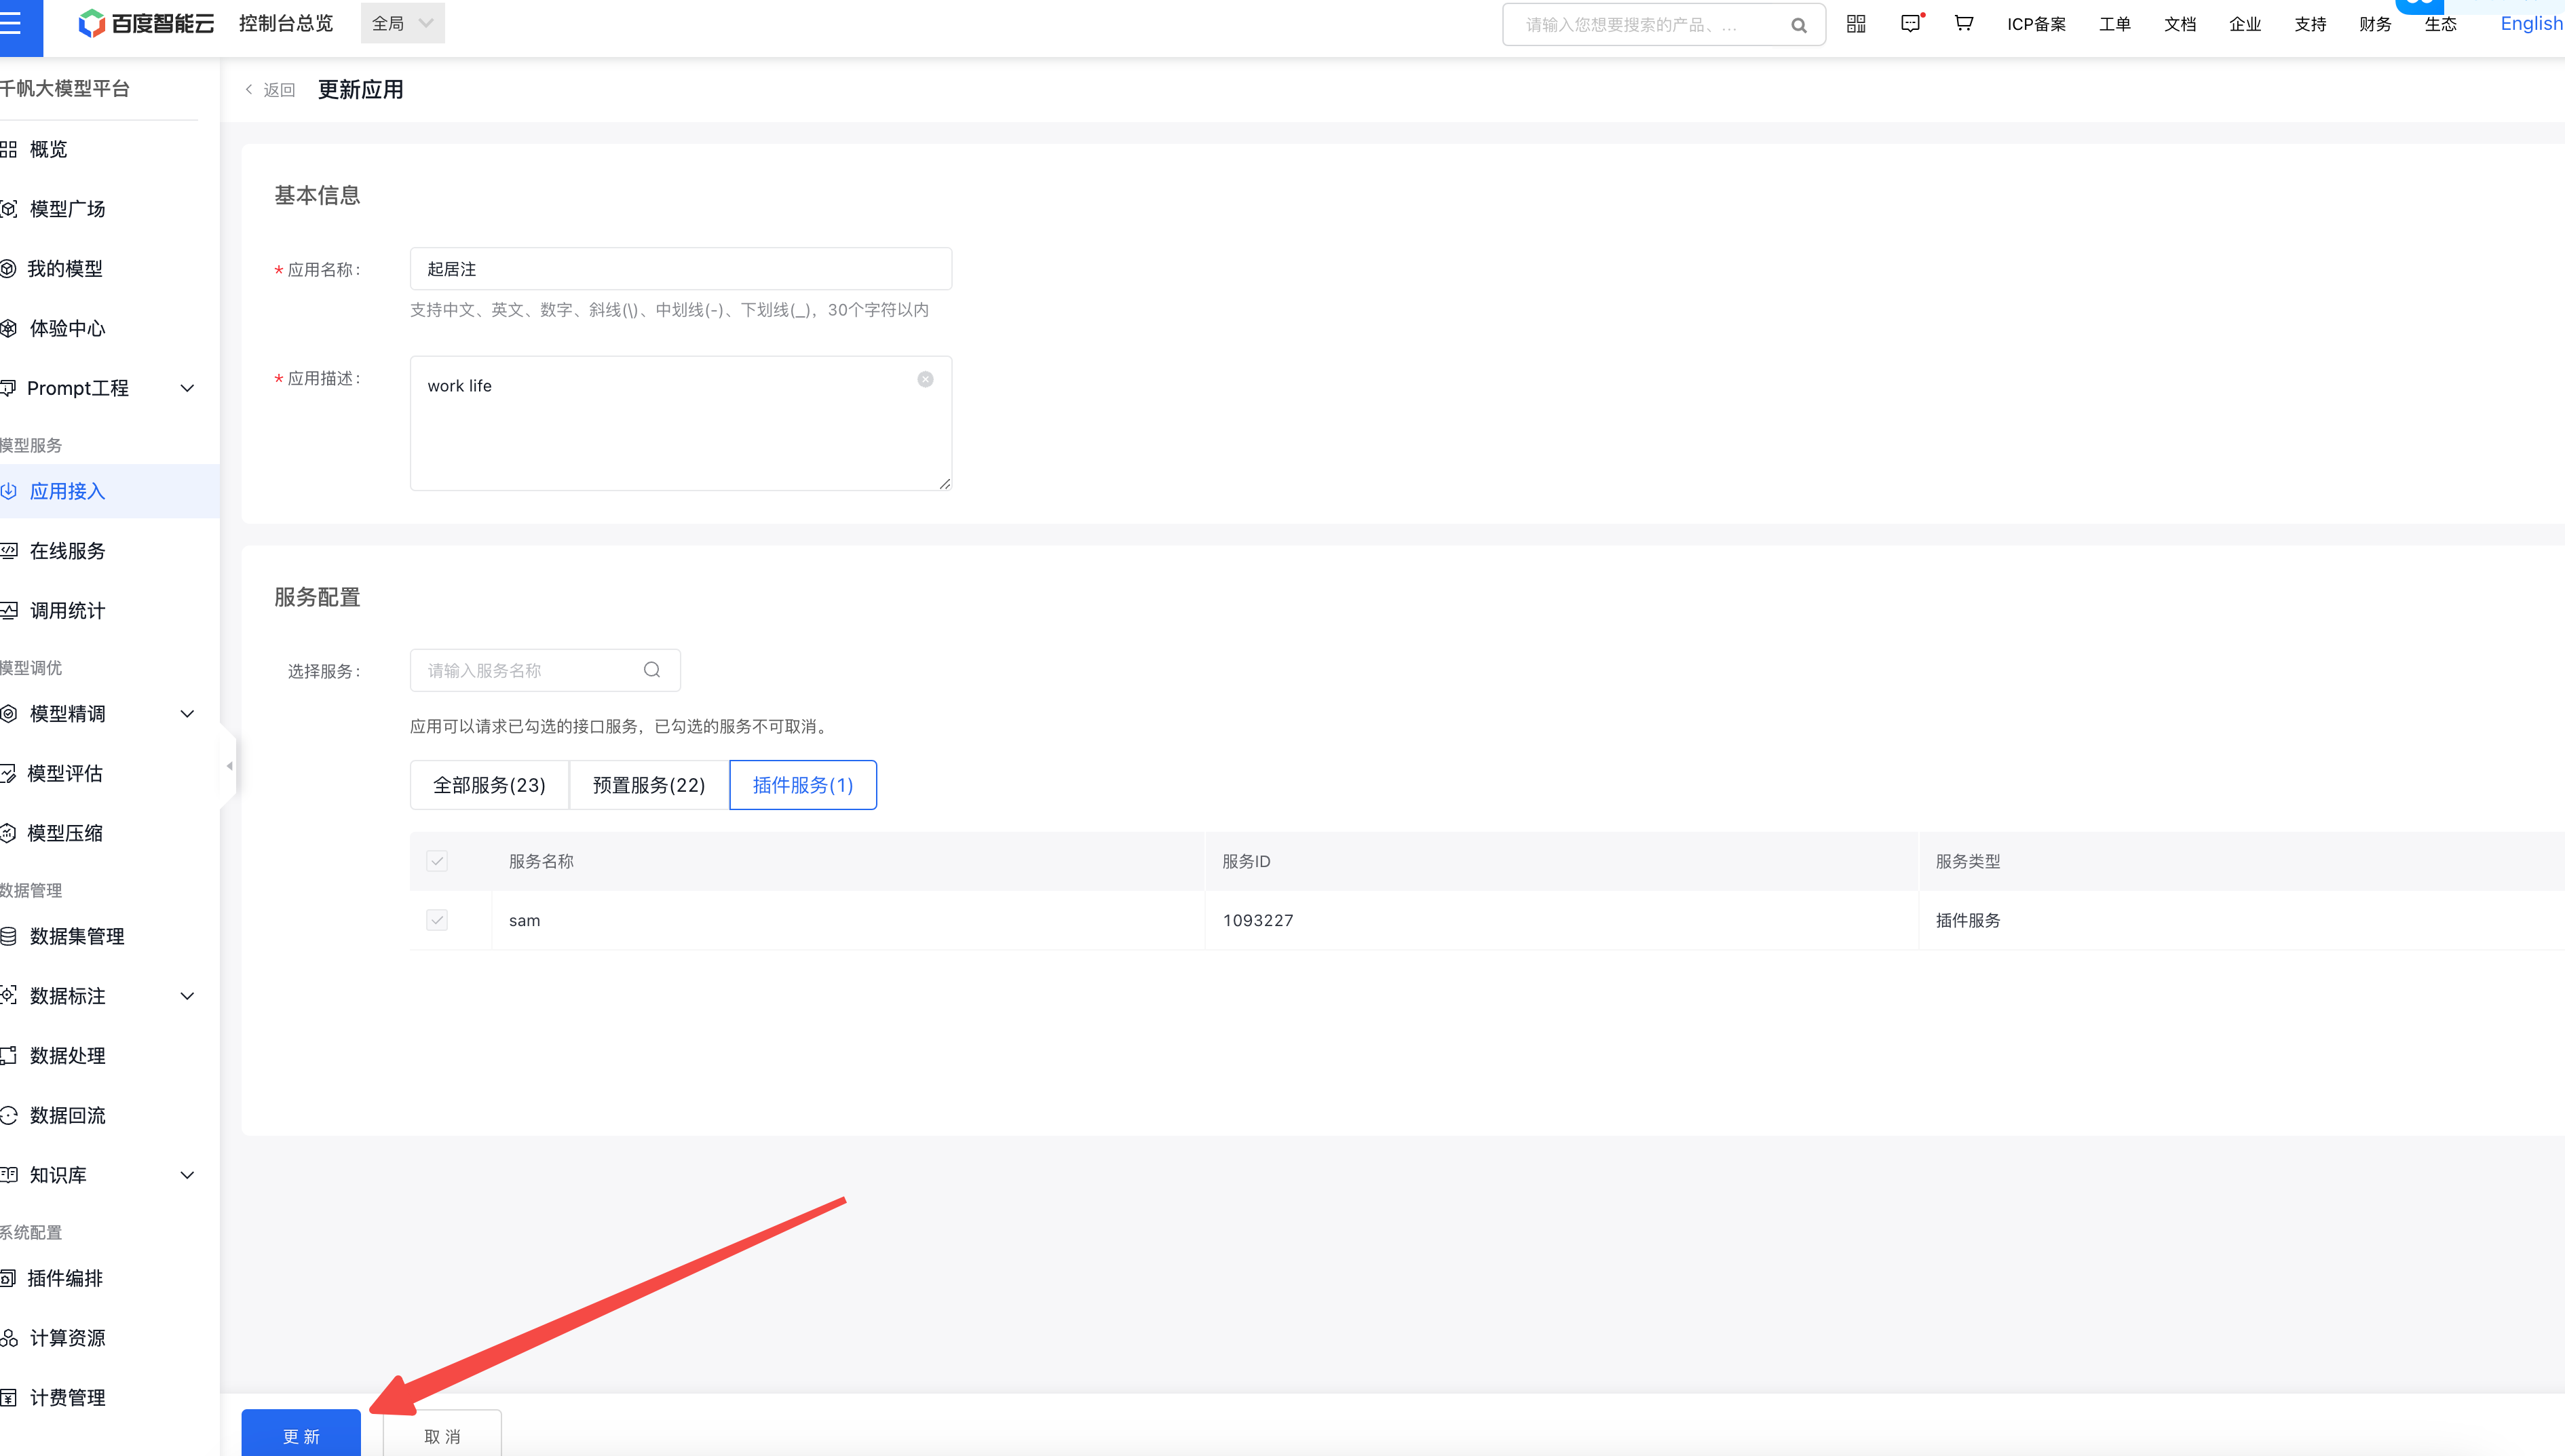 百度智能云 控制台总览 全局 请输入您想要搜索的产品、... ICP备案 工单 文档 企业 支持 财务 生态 English
千帆大模型平台
概览
模型广场
我的模型
体验中心
Prompt工程
模型服务
应用接入
在线服务
调用统计
模型调优
模型精调
模型评估
模型压缩
数据管理
数据集管理
数据标注
数据处理
数据回流
知识库
系统配置
插件编排
计算资源
计费管理
返回 更新应用
基本信息
* 应用名称: 起居注
支持中文、英文、数字、斜线(\)、中划线(-)、下划线(_)，30个字符以内
* 应用描述: work life
服务配置
选择服务: 请输入服务名称
应用可以请求已勾选的接口服务，已勾选的服务不可取消。
全部服务(23) 预置服务(22) 插件服务(1)
服务名称 服务ID 服务类型
sam 1093227 插件服务
更新 取消